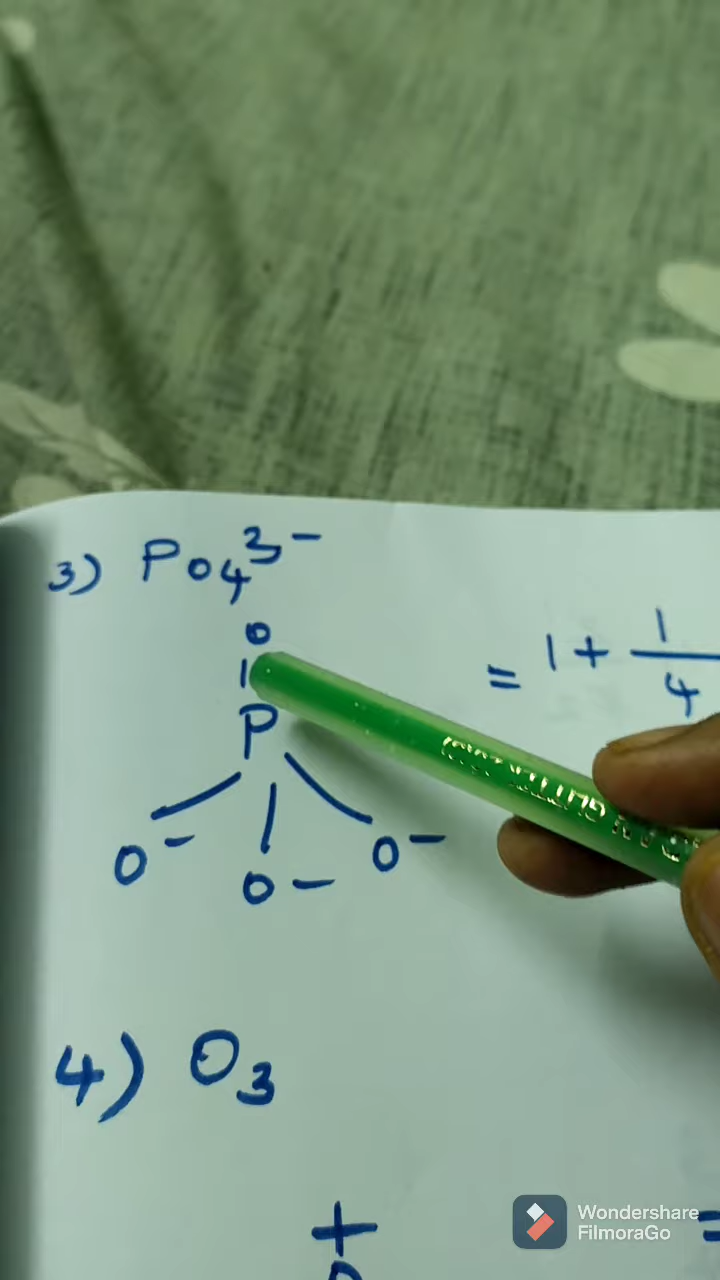 3) PO4 3-
O
= 1 + 1/4
P
O- O- O-
4) O3
+
=
Wondershare
FilmoraGo